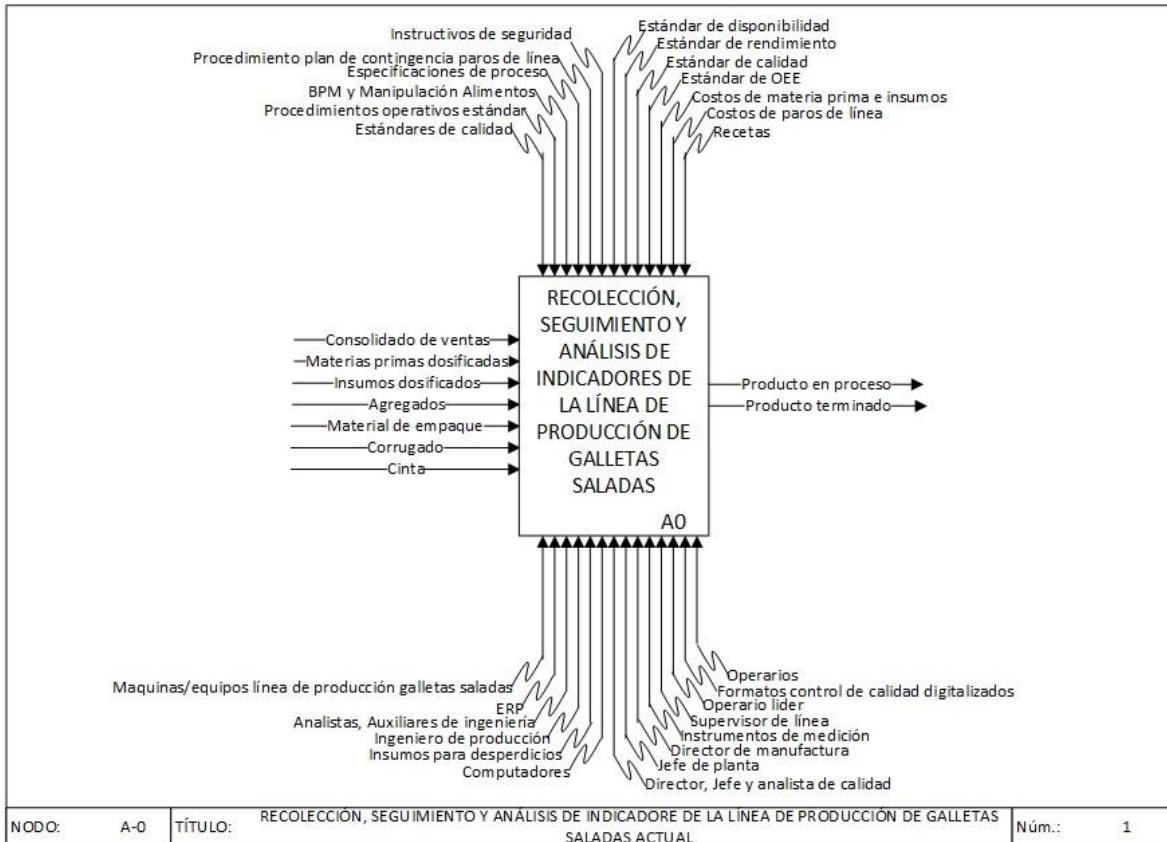 Instructivos de seguridad
Procedimiento plan de contingencia paros de línea
Especificaciones de proceso
BPM y Manipulación Alimentos
Procedimientos operativos estándar
Estándares de calidad
Estándar de disponibilidad
Estándar de rendimiento
Estándar de calidad
Estándar de OEE
Costos de materia prima e insumos
Costos de paros de línea
Recetas
Consolidado de ventas
Materias primas dosificadas
Insumos dosificados
Agregados
Material de empaque
Corrugado
Cinta
RECOLECCIÓN,
SEGUIMIENTO Y
ANÁLISIS DE
INDICADORES DE
LA LÍNEA DE
PRODUCCIÓN DE
GALLETAS
SALADAS
A0
Producto en proceso
Producto terminado
Maquinas/equipos línea de producción galletas saladas
ERP
Analistas, Auxiliares de ingeniería
Ingeniero de producción
Insumos para desperdicios
Computadores
Operarios
Formatos control de calidad digitalizados
Operario lider
Supervisor de línea
Instrumentos de medición
Director de manufactura
Jefe de planta
Director, Jefe y analista de calidad
NODO: A-0
TÍTULO: RECOLECCIÓN, SEGUIMIENTO Y ANÁLISIS DE INDICADORE DE LA LÍNEA DE PRODUCCIÓN DE GALLETAS
SALADAS ACTUAL
Núm.: 1